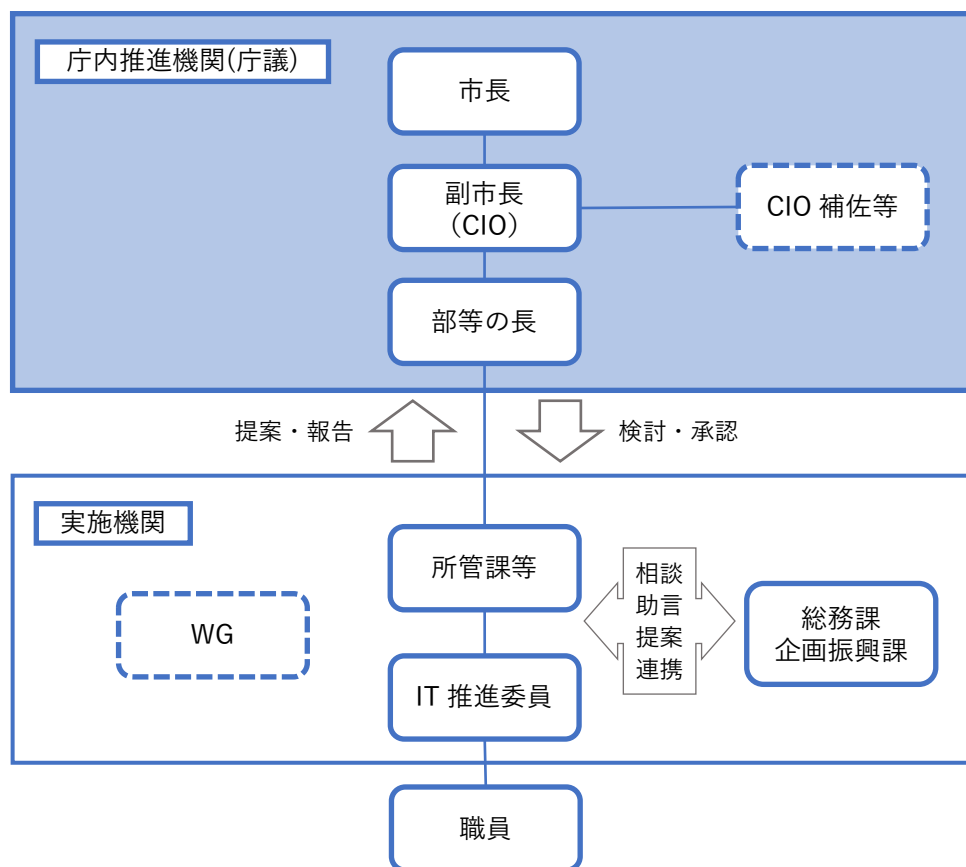 庁内推進機関(庁議)
市長
副市長
（CIO）
CIO 補佐等
部等の長
提案・報告
検討・承認
実施機関
所管課等
WG
相談
助言
提案
連携
総務課
企画振興課
IT 推進委員
職員